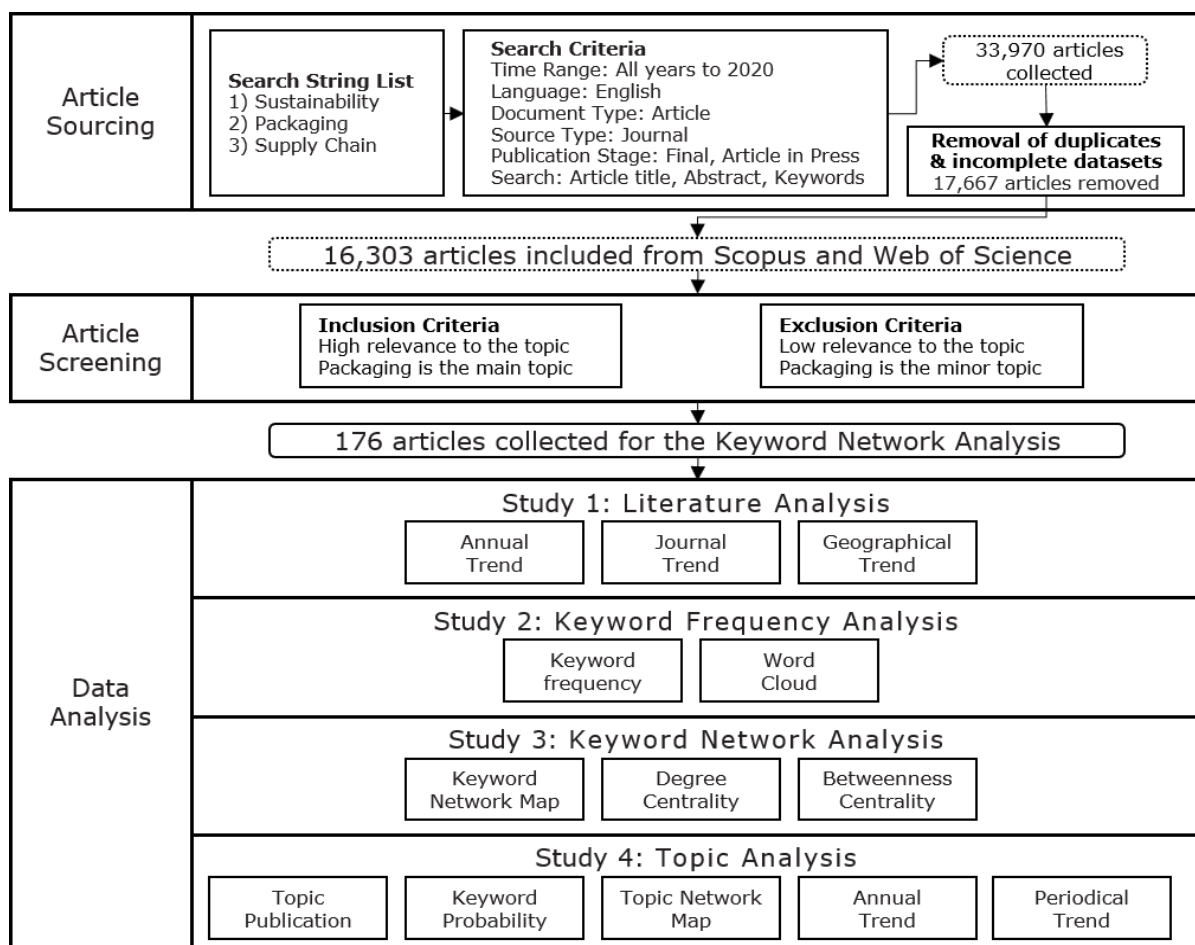 Article
Sourcing
Search String List
1) Sustainability
2) Packaging
3) Supply Chain
Search Criteria
Time Range: All years to 2020
Language: English
Document Type: Article
Source Type: Journal
Publication Stage: Final, Article in Press
Search: Article title, Abstract, Keywords
33,970 articles
collected
Removal of duplicates
& incomplete datasets
17,667 articles removed
16,303 articles included from Scopus and Web of Science
Article
Screening
Inclusion Criteria
High relevance to the topic
Packaging is the main topic
Exclusion Criteria
Low relevance to the topic
Packaging is the minor topic
176 articles collected for the Keyword Network Analysis
Data
Analysis
Study 1: Literature Analysis
Annual
Trend
Journal
Trend
Geographical
Trend
Study 2: Keyword Frequency Analysis
Keyword
frequency
Word
Cloud
Study 3: Keyword Network Analysis
Keyword
Network Map
Degree
Centrality
Betweenness
Centrality
Study 4: Topic Analysis
Topic
Publication
Keyword
Probability
Topic Network
Map
Annual
Trend
Periodical
Trend